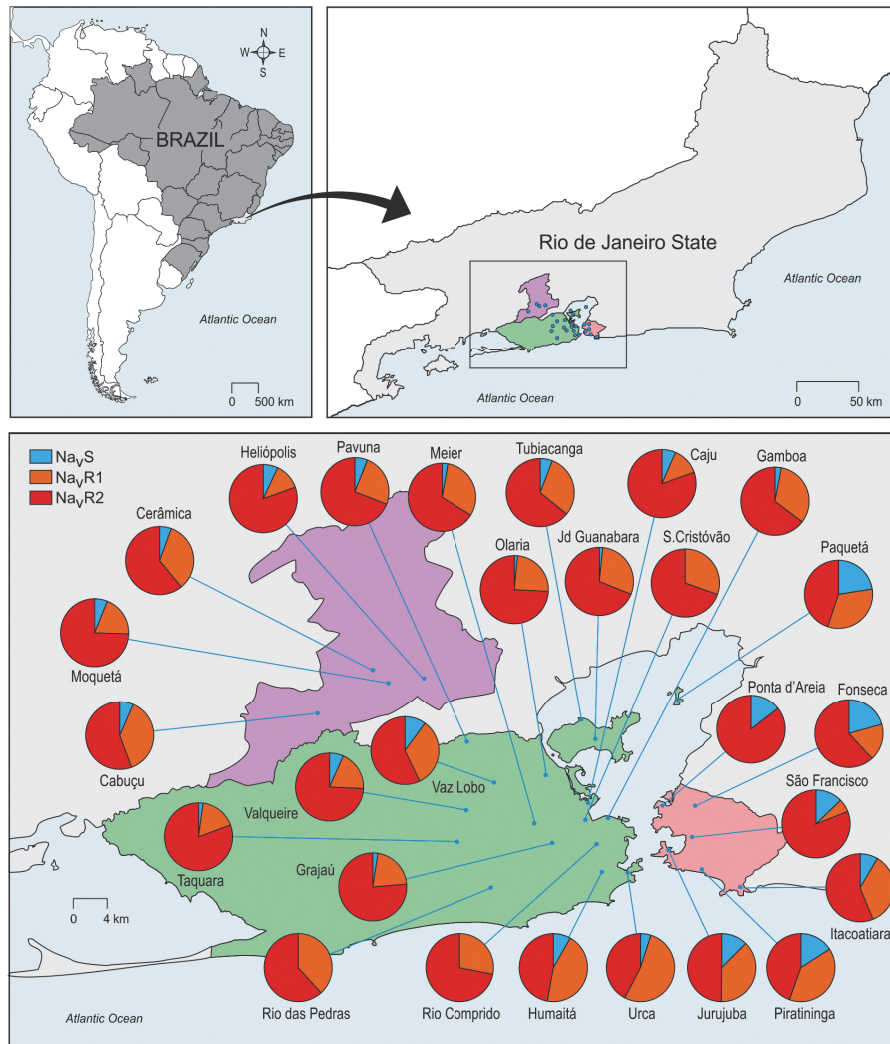 N
W E
S
BRAZIL
Atlantic Ocean
0 500 km
Rio de Janeiro State
Atlantic Ocean
Atlantic Ocean
0 50 km
NaᵥS
NaᵥR1
NaᵥR2
Heliópolis
Pavuna
Meier
Tubiacanga
Caju
Gamboa
Cerâmica
Olaria
Jd Guanabara
S.Cristóvão
Paquetá
Moquetá
Ponta d'Areia
Fonseca
Cabuçu
Valqueire
Vaz Lobo
São Francisco
Taquara
Grajaú
0 4 km
Itacoatiara
Rio das Pedras
Rio Comprido
Humaitá
Urca
Jurujuba
Piratininga
Atlantic Ocean